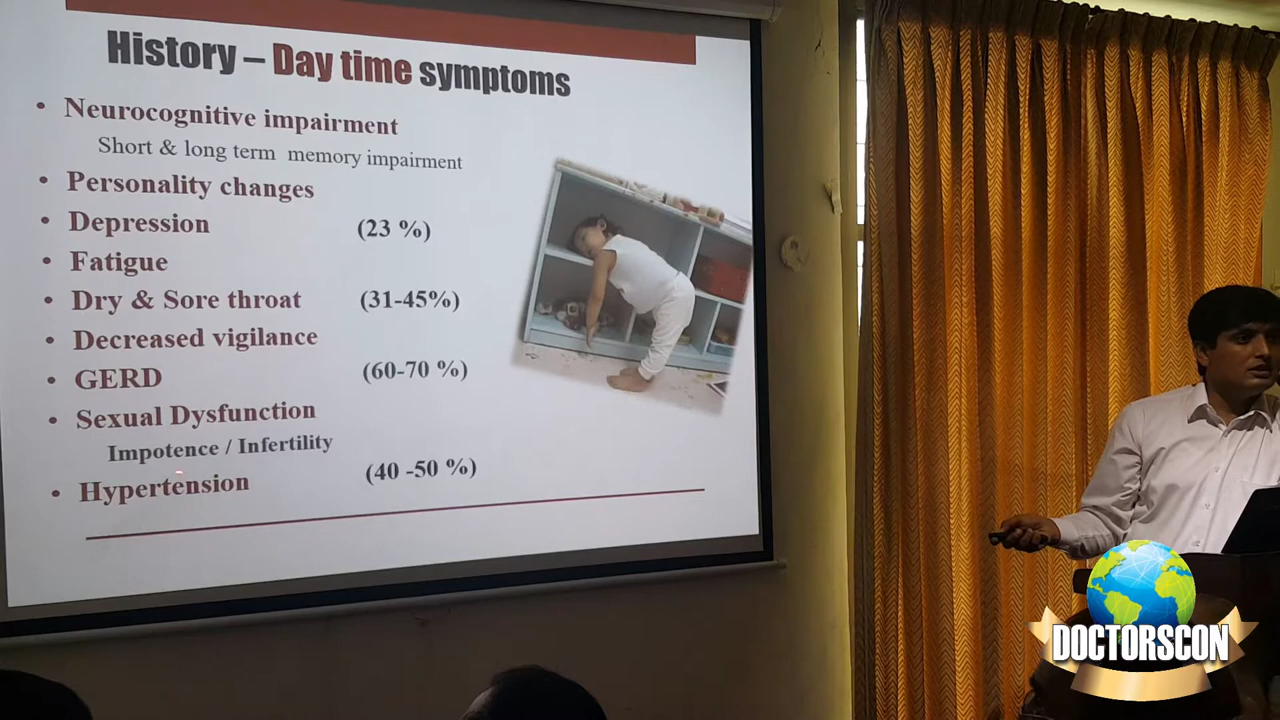 History – Day time symptoms
• Neurocognitive impairment
Short & long term memory impairment
• Personality changes
• Depression (23 %)
• Fatigue
• Dry & Sore throat (31-45%)
• Decreased vigilance
• GERD (60-70 %)
• Sexual Dysfunction
Impotence / Infertility
• Hypertension (40 -50 %)
DOCTORSCON